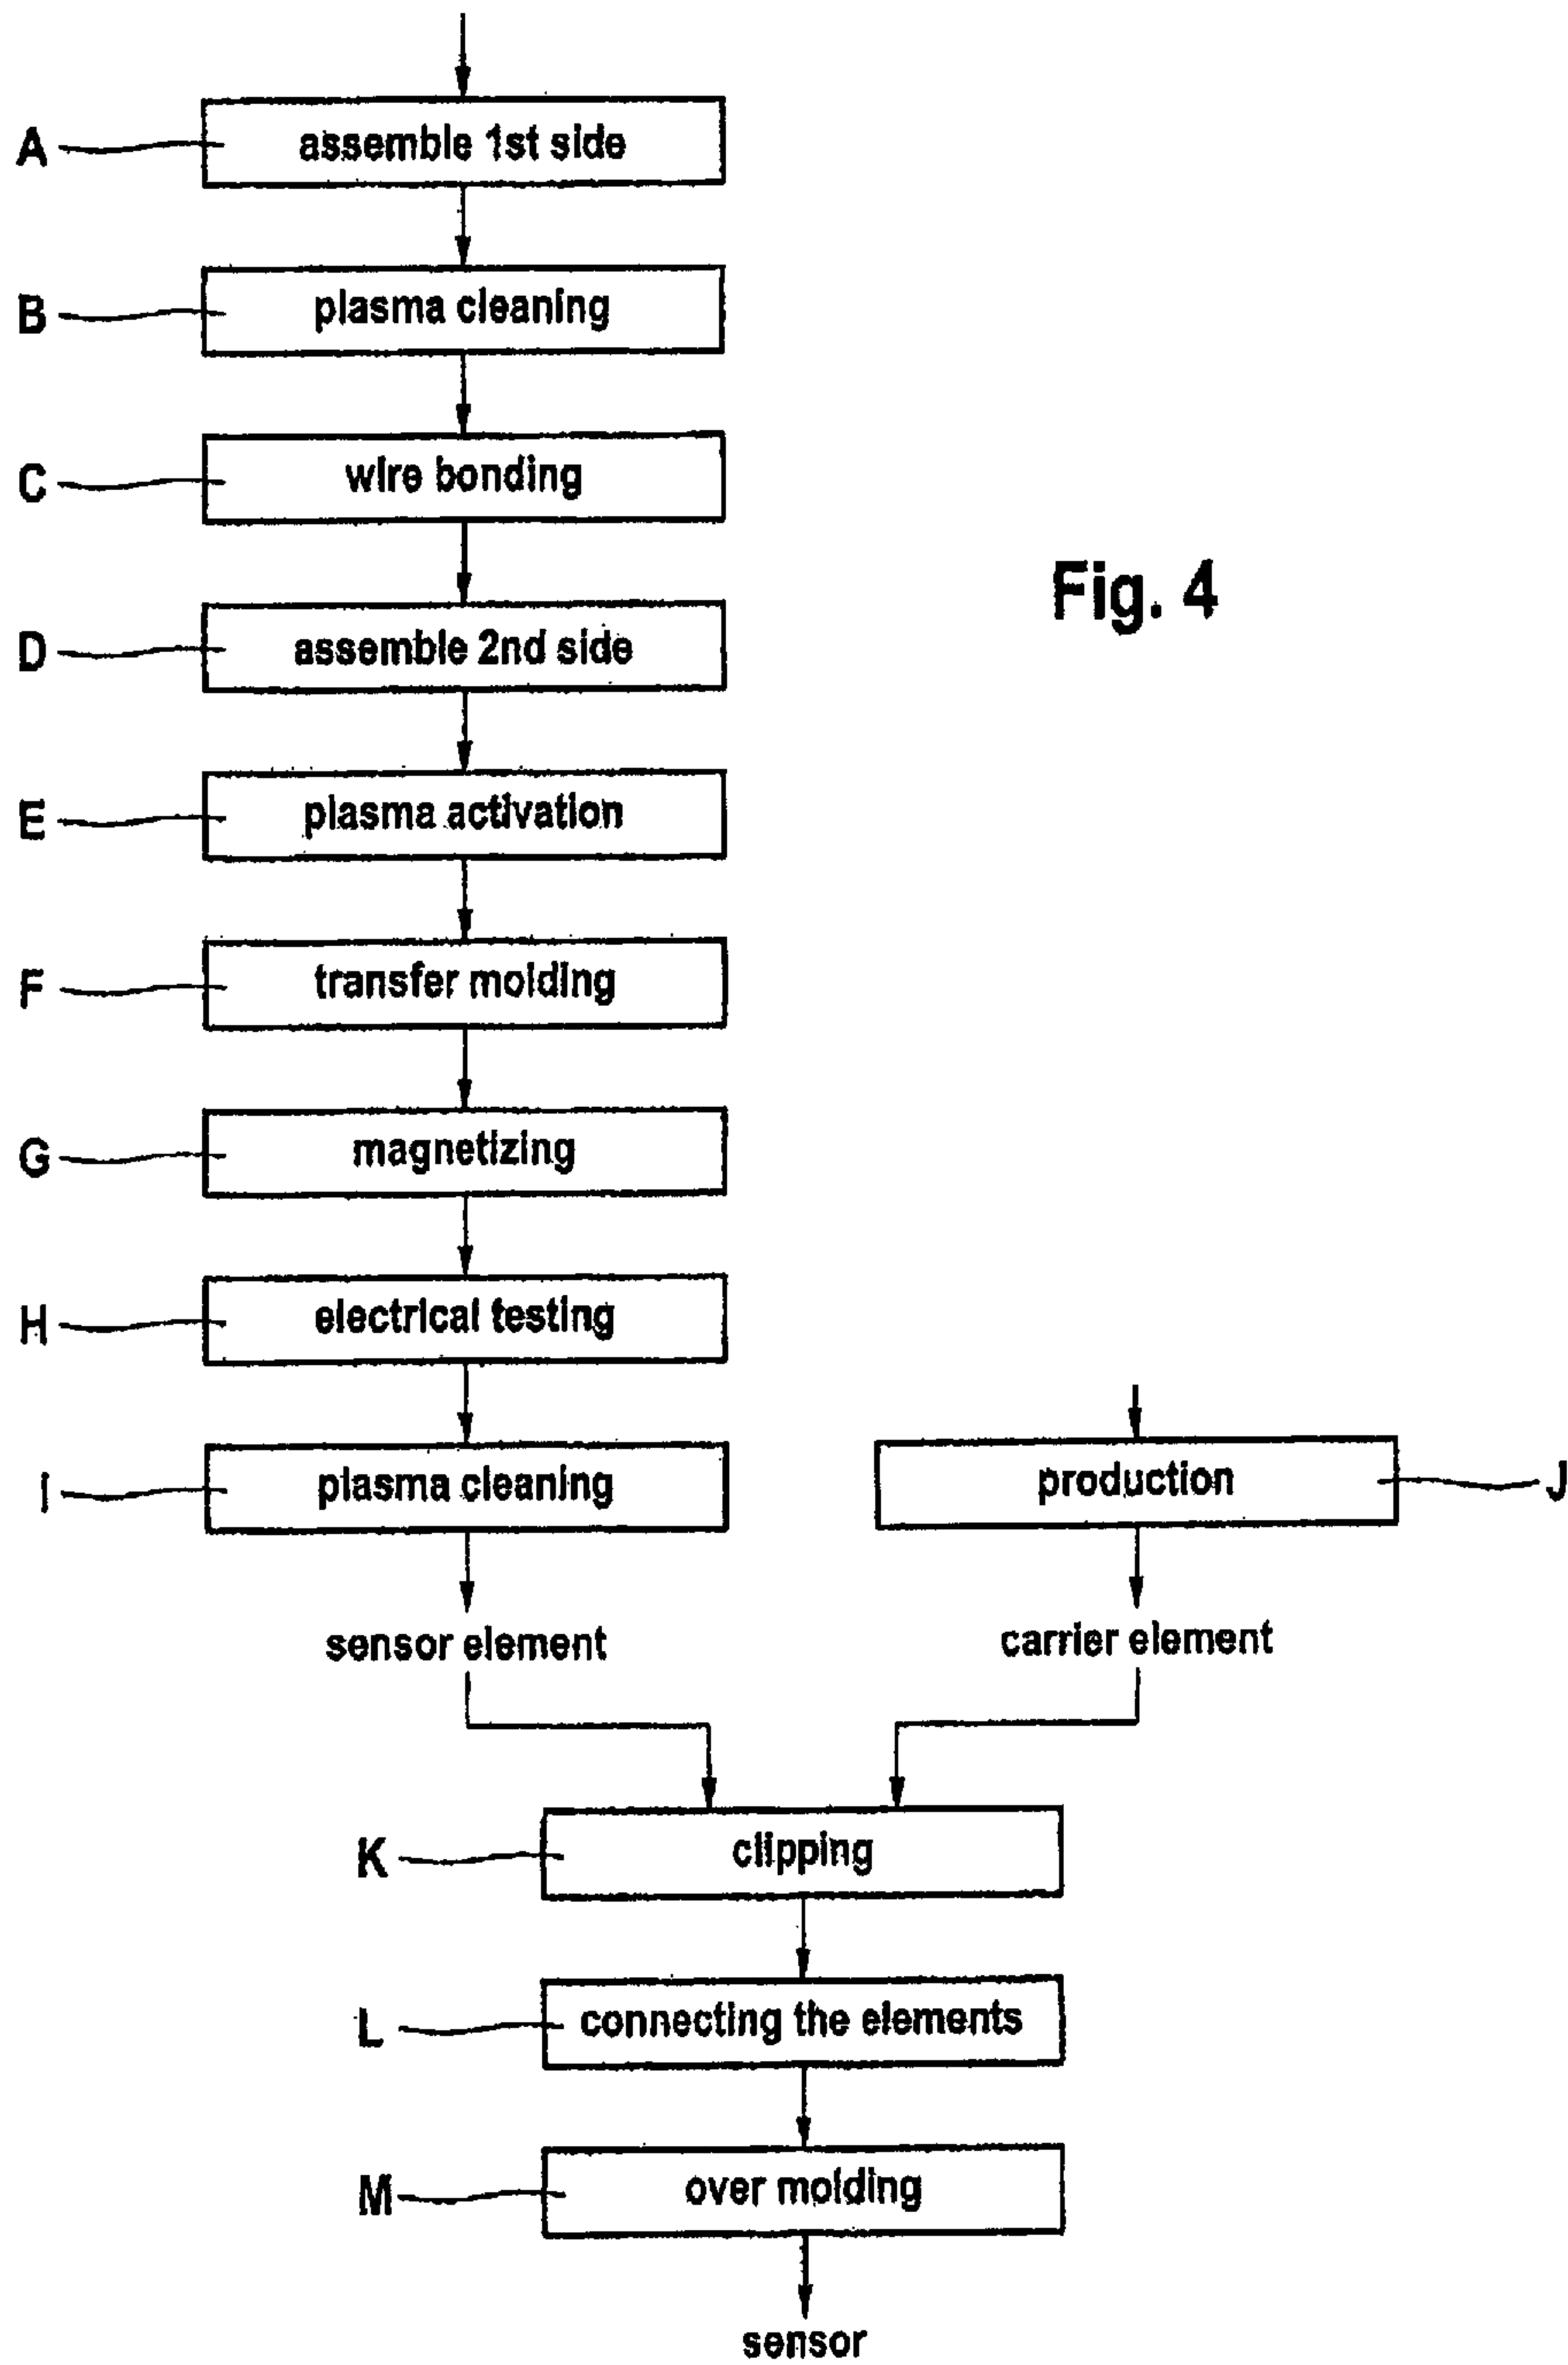 A assemble 1st side
B plasma cleaning
C wire bonding
D assemble 2nd side
Fig. 4
E plasma activation
F transfer molding
G magnetizing
H electrical testing
I plasma cleaning
production J
sensor element
carrier element
K clipping
L connecting the elements
M over molding
sensor